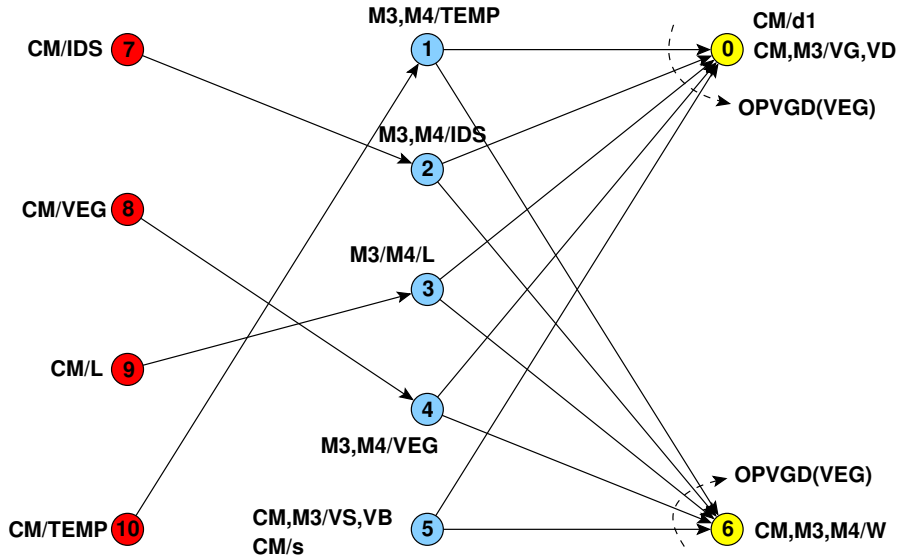 M3,M4/TEMP
CM/IDS
7
1
0
CM/d1
CM,M3/VG,VD
OPVGD(VEG)
M3,M4/IDS
2
CM/VEG
8
M3/M4/L
3
CM/L
9
4
M3,M4/VEG
OPVGD(VEG)
CM/TEMP
10
CM,M3/VS,VB
CM/s
5
6
CM,M3,M4/W